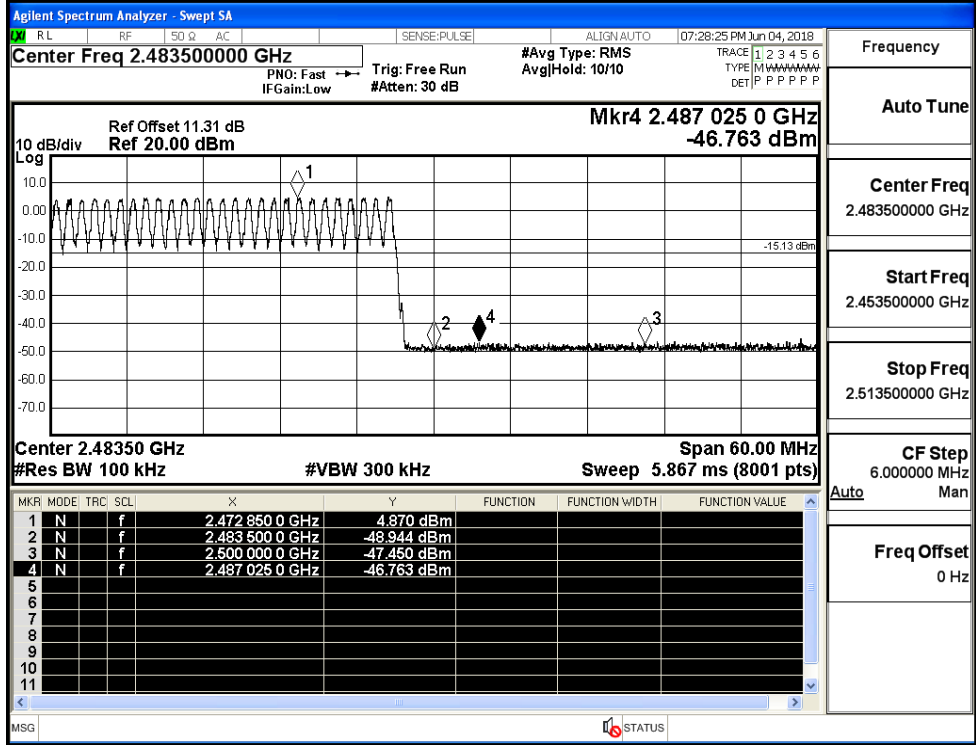 Agilent Spectrum Analyzer - Swept SA
LXI RL RF 50 Ω AC SENSE:PULSE ALIGN AUTO 07:28:25 PM Jun 04, 2018
Center Freq 2.483500000 GHz
PNO: Fast
IFGain:Low
Trig: Free Run
#Atten: 30 dB
#Avg Type: RMS
Avg|Hold: 10/10
TRACE 1 2 3 4 5 6
TYPE M W W W W W
DET P P P P P P
Ref Offset 11.31 dB
10 dB/div Ref 20.00 dBm
Log
Mkr4 2.487 025 0 GHz
-46.763 dBm
10.0
0.00
-10.0
-20.0
-30.0
-40.0
-50.0
-60.0
-70.0
1
2
4
3
-15.13 dBm
Center 2.48350 GHz Span 60.00 MHz
#Res BW 100 kHz #VBW 300 kHz Sweep 5.867 ms (8001 pts)
MKR MODE TRC SCL X Y FUNCTION FUNCTION WIDTH FUNCTION VALUE
1 N f 2.472 850 0 GHz 4.870 dBm
2 N f 2.483 500 0 GHz -48.944 dBm
3 N f 2.500 000 0 GHz -47.450 dBm
4 N f 2.487 025 0 GHz -46.763 dBm
5
6
7
8
9
10
11
MSG STATUS
Frequency
Auto Tune
Center Freq
2.483500000 GHz
Start Freq
2.453500000 GHz
Stop Freq
2.513500000 GHz
CF Step
6.000000 MHz
Auto Man
Freq Offset
0 Hz